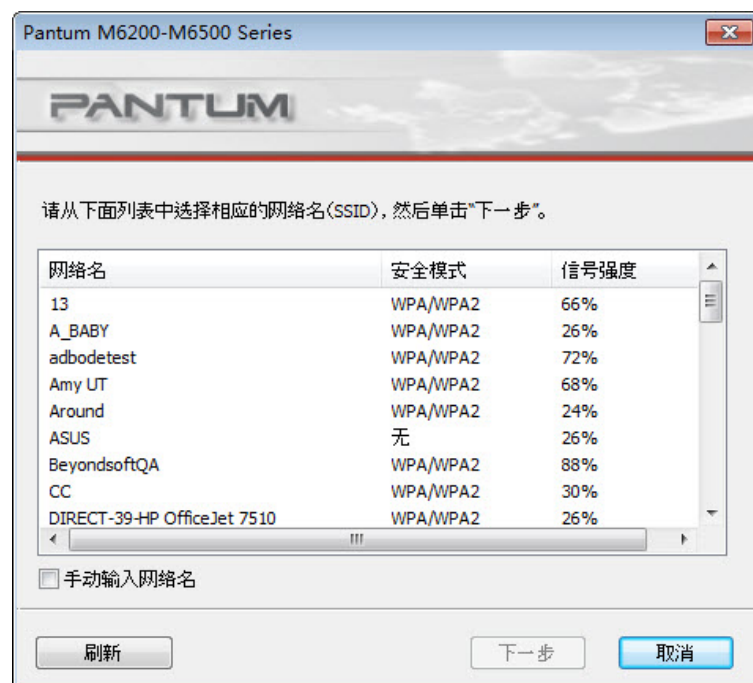 Pantum M6200-M6500 Series
PANTUM
请从下面列表中选择相应的网络名(SSID),然后单击“下一步”。
网络名 安全模式 信号强度
13 WPA/WPA2 66%
A_BABY WPA/WPA2 26%
adbodetest WPA/WPA2 72%
Amy UT WPA/WPA2 68%
Around WPA/WPA2 24%
ASUS 无 26%
BeyondsoftQA WPA/WPA2 88%
CC WPA/WPA2 30%
DIRECT-39-HP OfficeJet 7510 WPA/WPA2 26%
手动输入网络名
刷新 下一步 取消